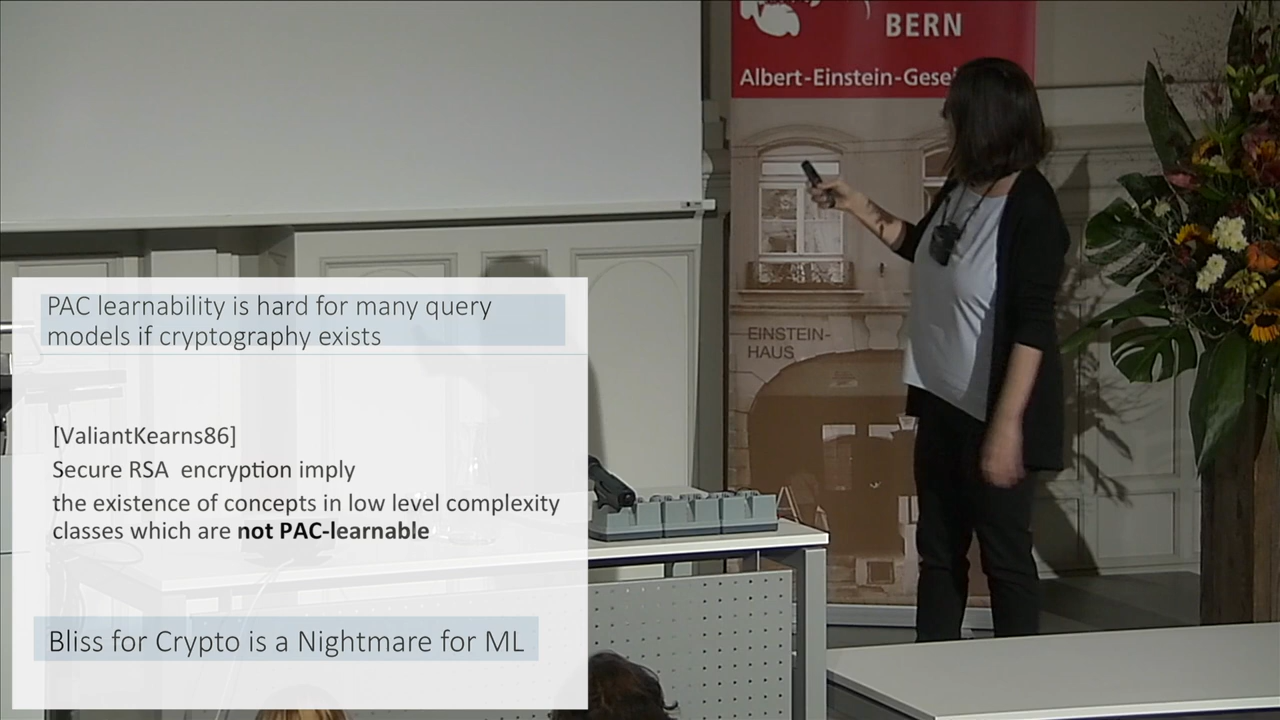 BERN
Albert-Einstein-Gesel
EINSTEIN-
HAUS
PAC learnability is hard for many query
models if cryptography exists
[ValiantKearns86]
Secure RSA encryption imply
the existence of concepts in low level complexity
classes which are not PAC-learnable
Bliss for Crypto is a Nightmare for ML